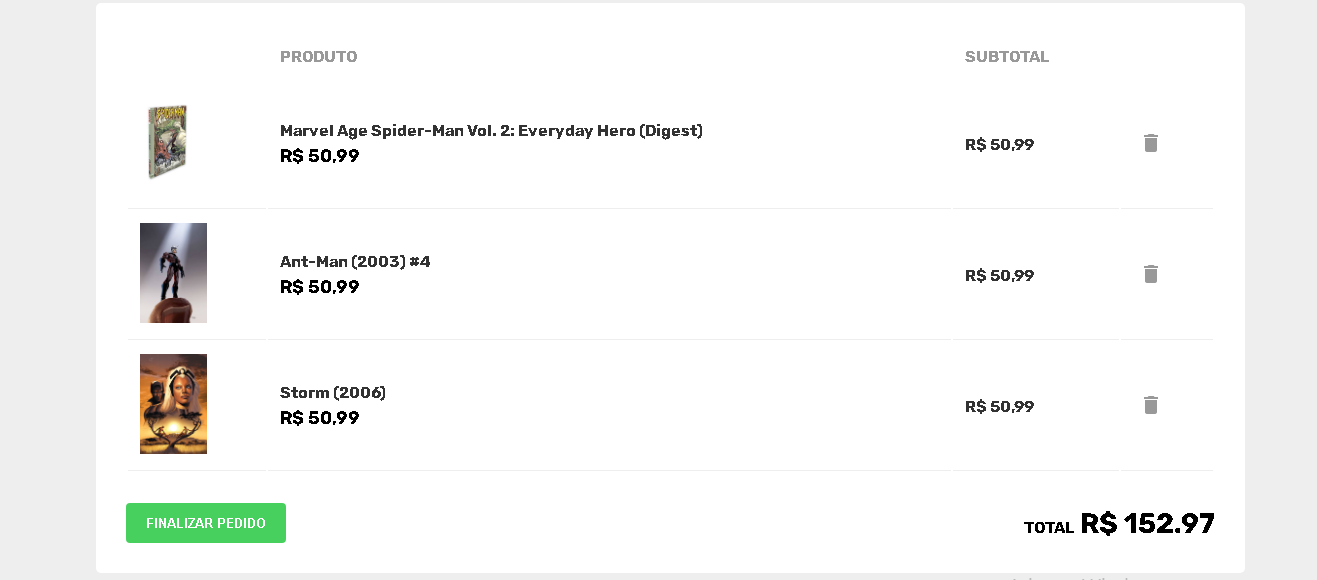 PRODUTO SUBTOTAL
Marvel Age Spider-Man Vol. 2: Everyday Hero (Digest)
R$ 50,99
R$ 50,99
Ant-Man (2003) #4
R$ 50,99
R$ 50,99
Storm (2006)
R$ 50,99
R$ 50,99
FINALIZAR PEDIDO
TOTAL R$ 152.97